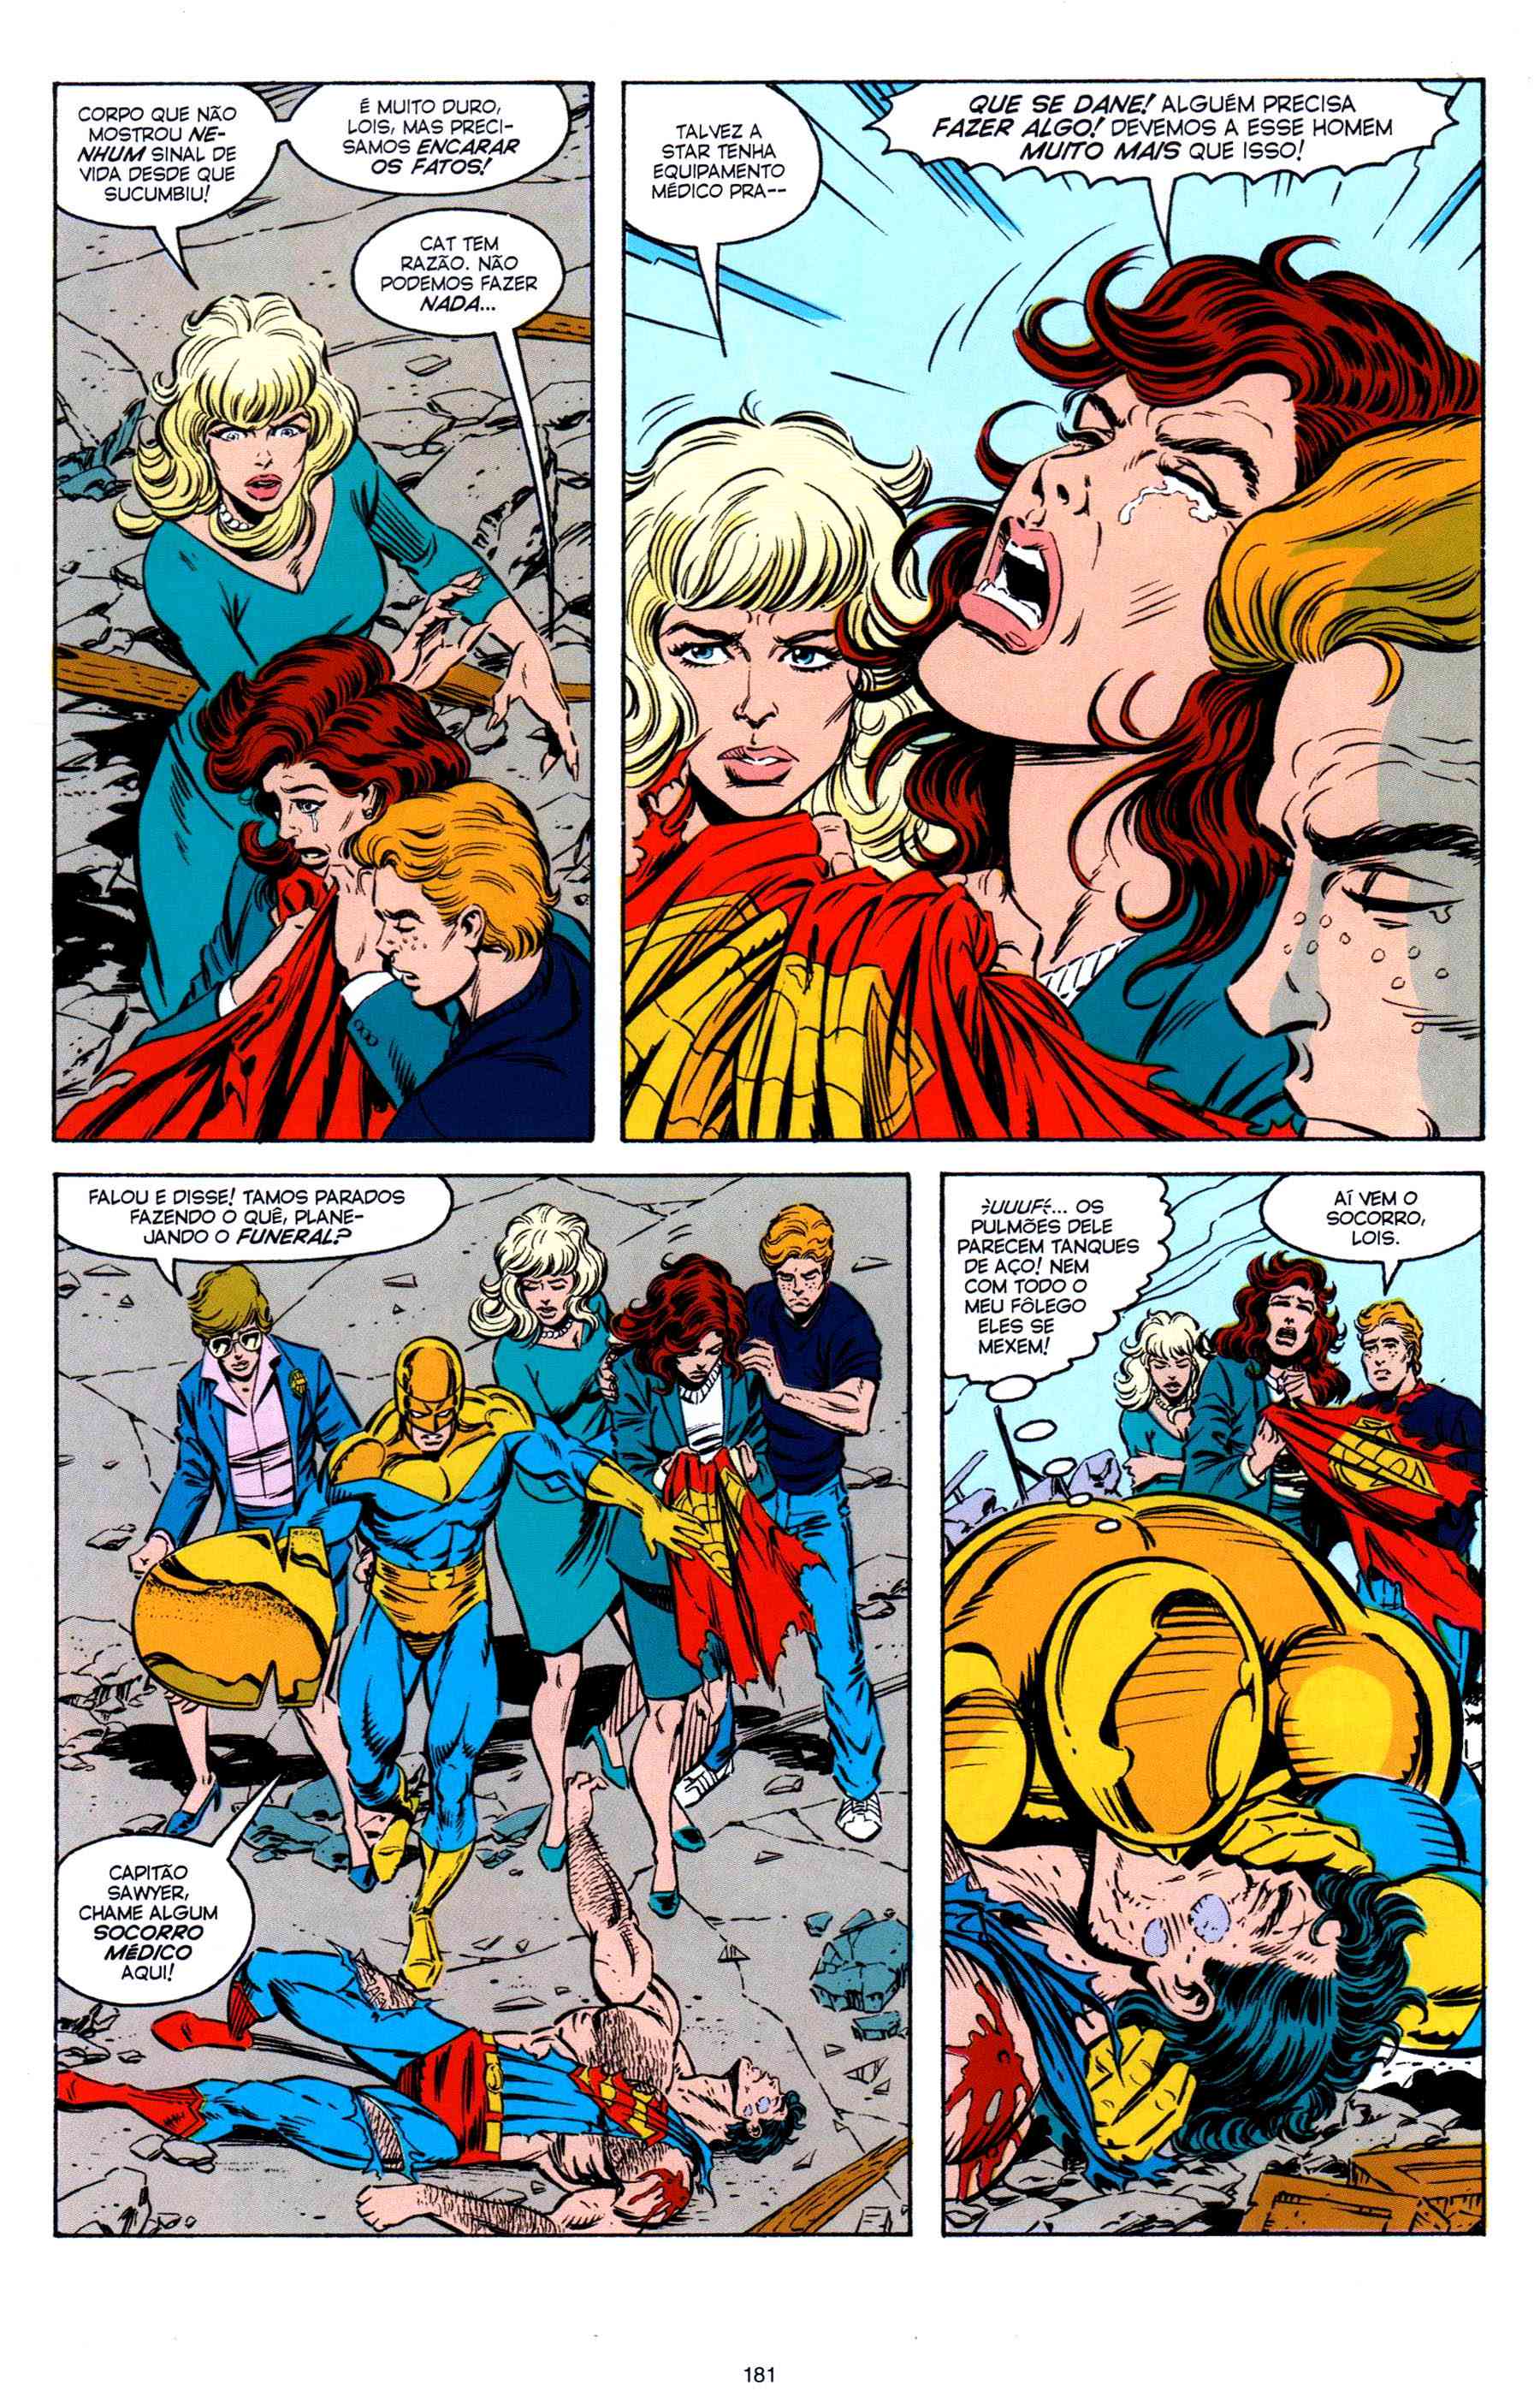 CORPO QUE NÃO
MOSTROU NE-
NHUM SINAL DE
VIDA DESDE QUE
SUCUMBIU!
É MUITO DURO,
LOIS, MAS PRECI-
SAMOS ENCARAR
OS FATOS!
CAT TEM
RAZÃO. NÃO
PODEMOS FAZER
NADA...
TALVEZ A
STAR TENHA
EQUIPAMENTO
MÉDICO PRA--
QUE SE DANE! ALGUÉM PRECISA
FAZER ALGO! DEVEMOS A ESSE HOMEM
MUITO MAIS QUE ISSO!
FALOU E DISSE! TAMOS PARADOS
FAZENDO O QUÊ, PLANE-
JANDO O FUNERAL?
CAPITÃO
SAWYER,
CHAME ALGUM
SOCORRO
MÉDICO
AQUI!
UUUF... OS
PULMÕES DELE
PARECEM TANQUES
DE AÇO! NEM
COM TODO O
MEU FÔLEGO
ELES SE
MEXEM!
AÍ VEM O
SOCORRO,
LOIS.
181